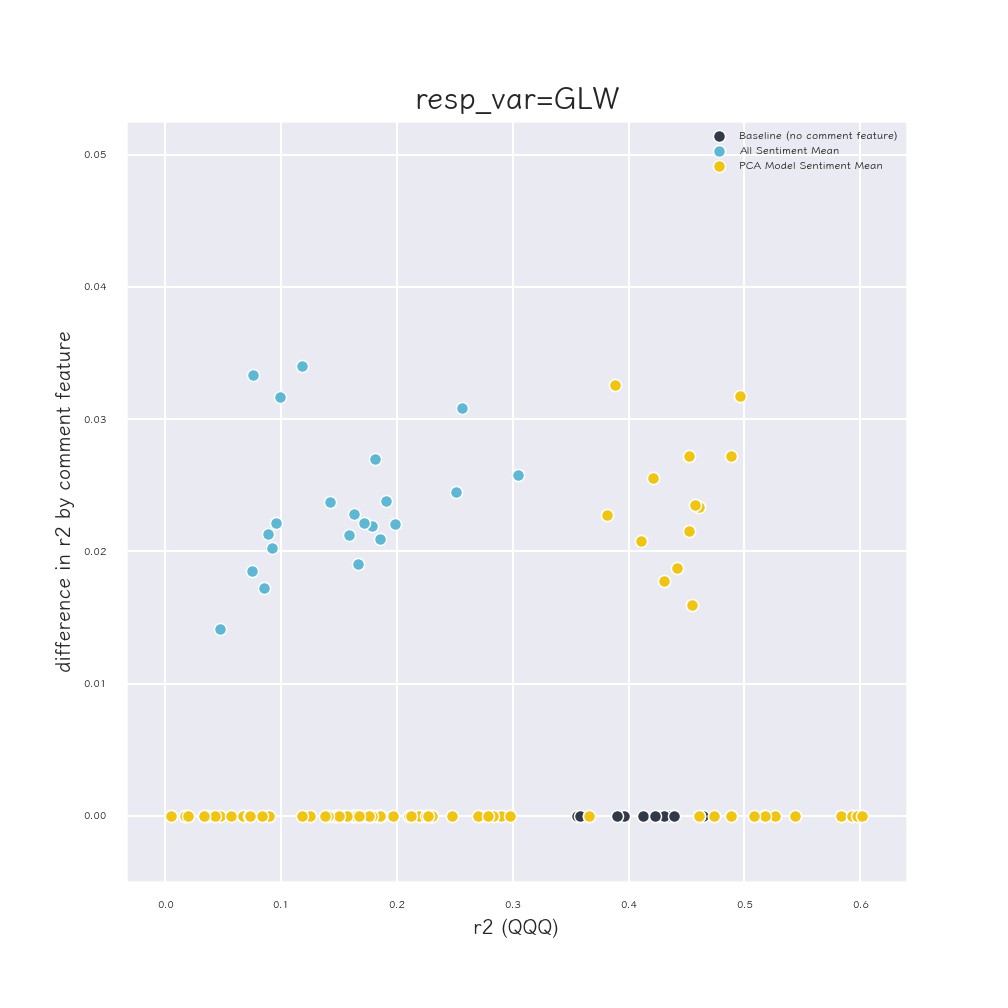 resp_var=GLW
Baseline (no comment feature)
All Sentiment Mean
PCA Model Sentiment Mean
difference in r2 by comment feature
0.05
0.04
0.03
0.02
0.01
0.00
0.0 0.1 0.2 0.3 0.4 0.5 0.6
r2 (QQQ)